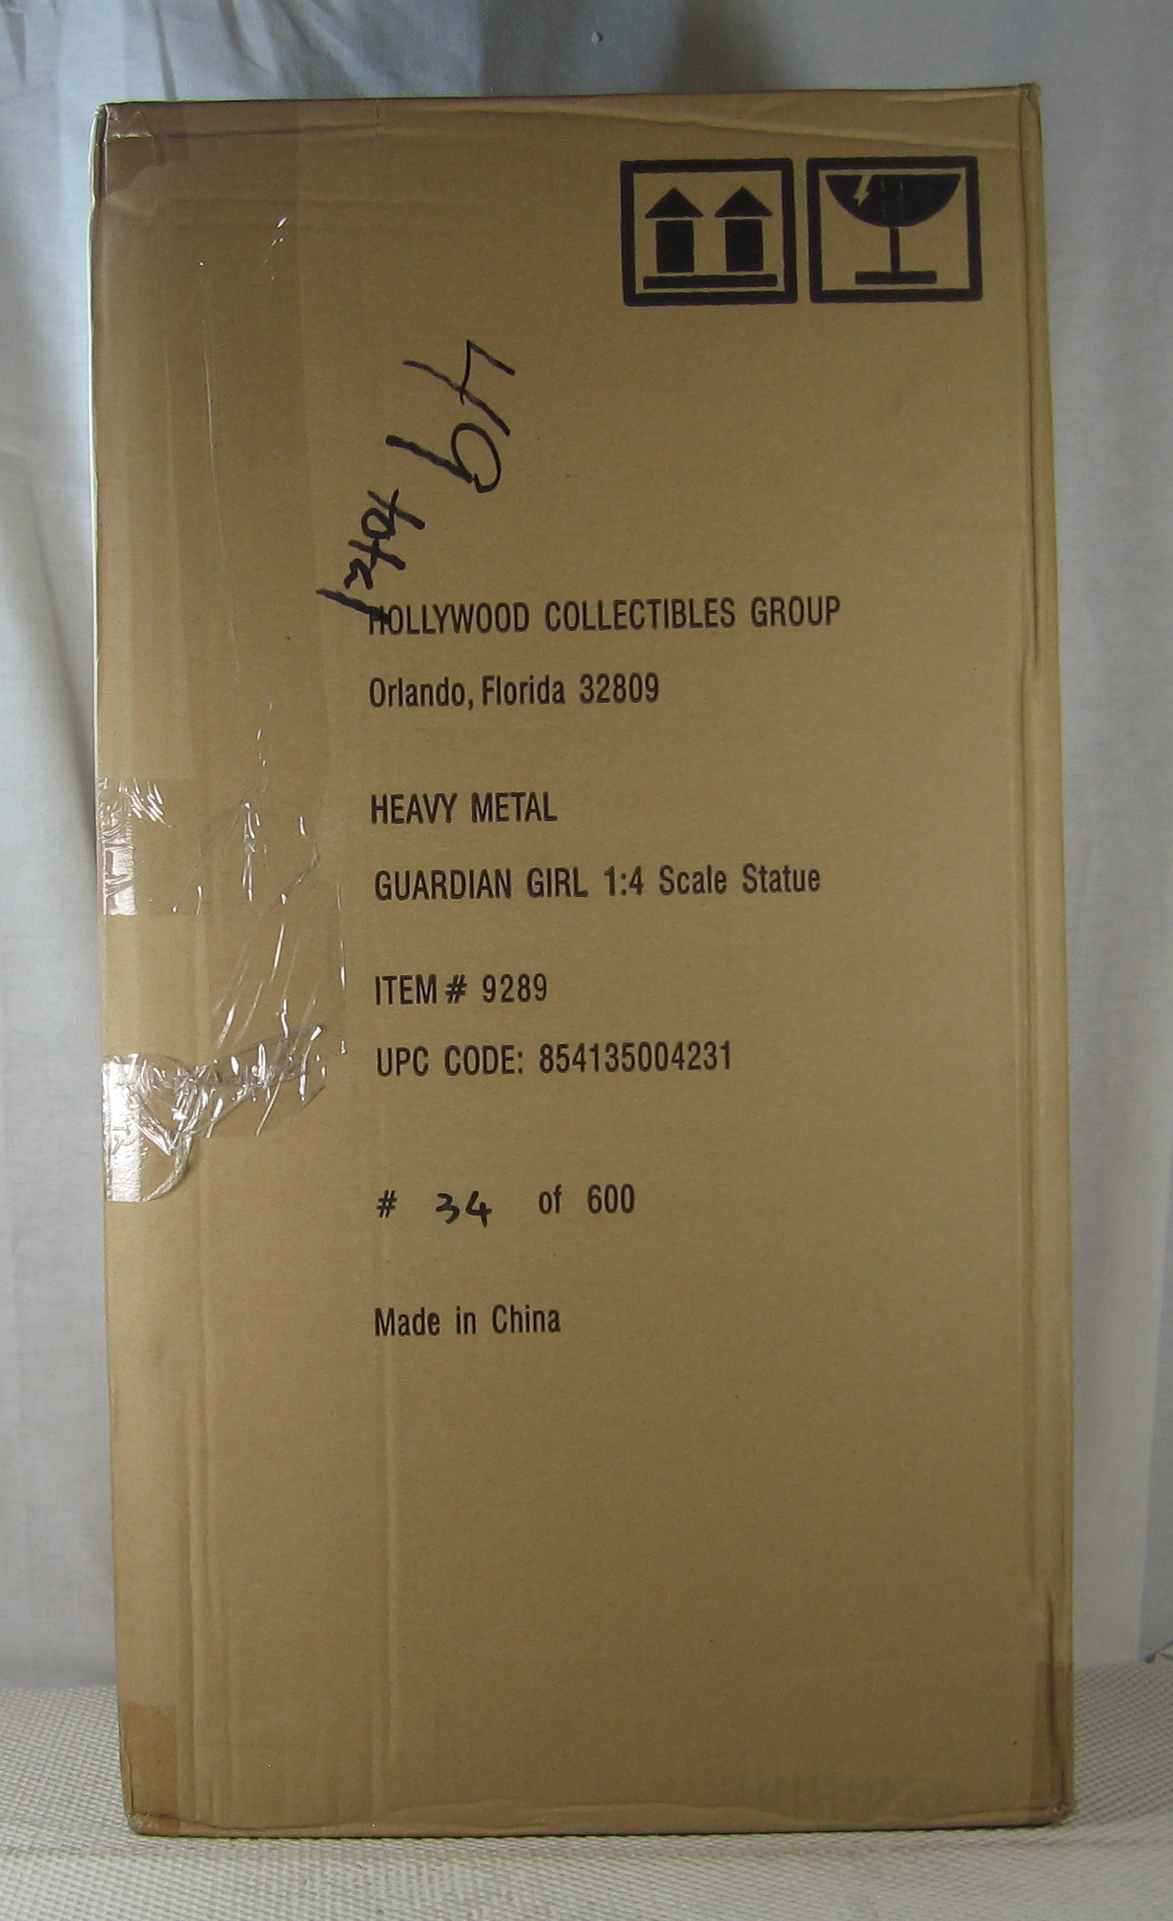 49
total
HOLLYWOOD COLLECTIBLES GROUP
Orlando, Florida 32809
HEAVY METAL
GUARDIAN GIRL 1:4 Scale Statue
ITEM # 9289
UPC CODE: 854135004231
# 34 of 600
Made in China